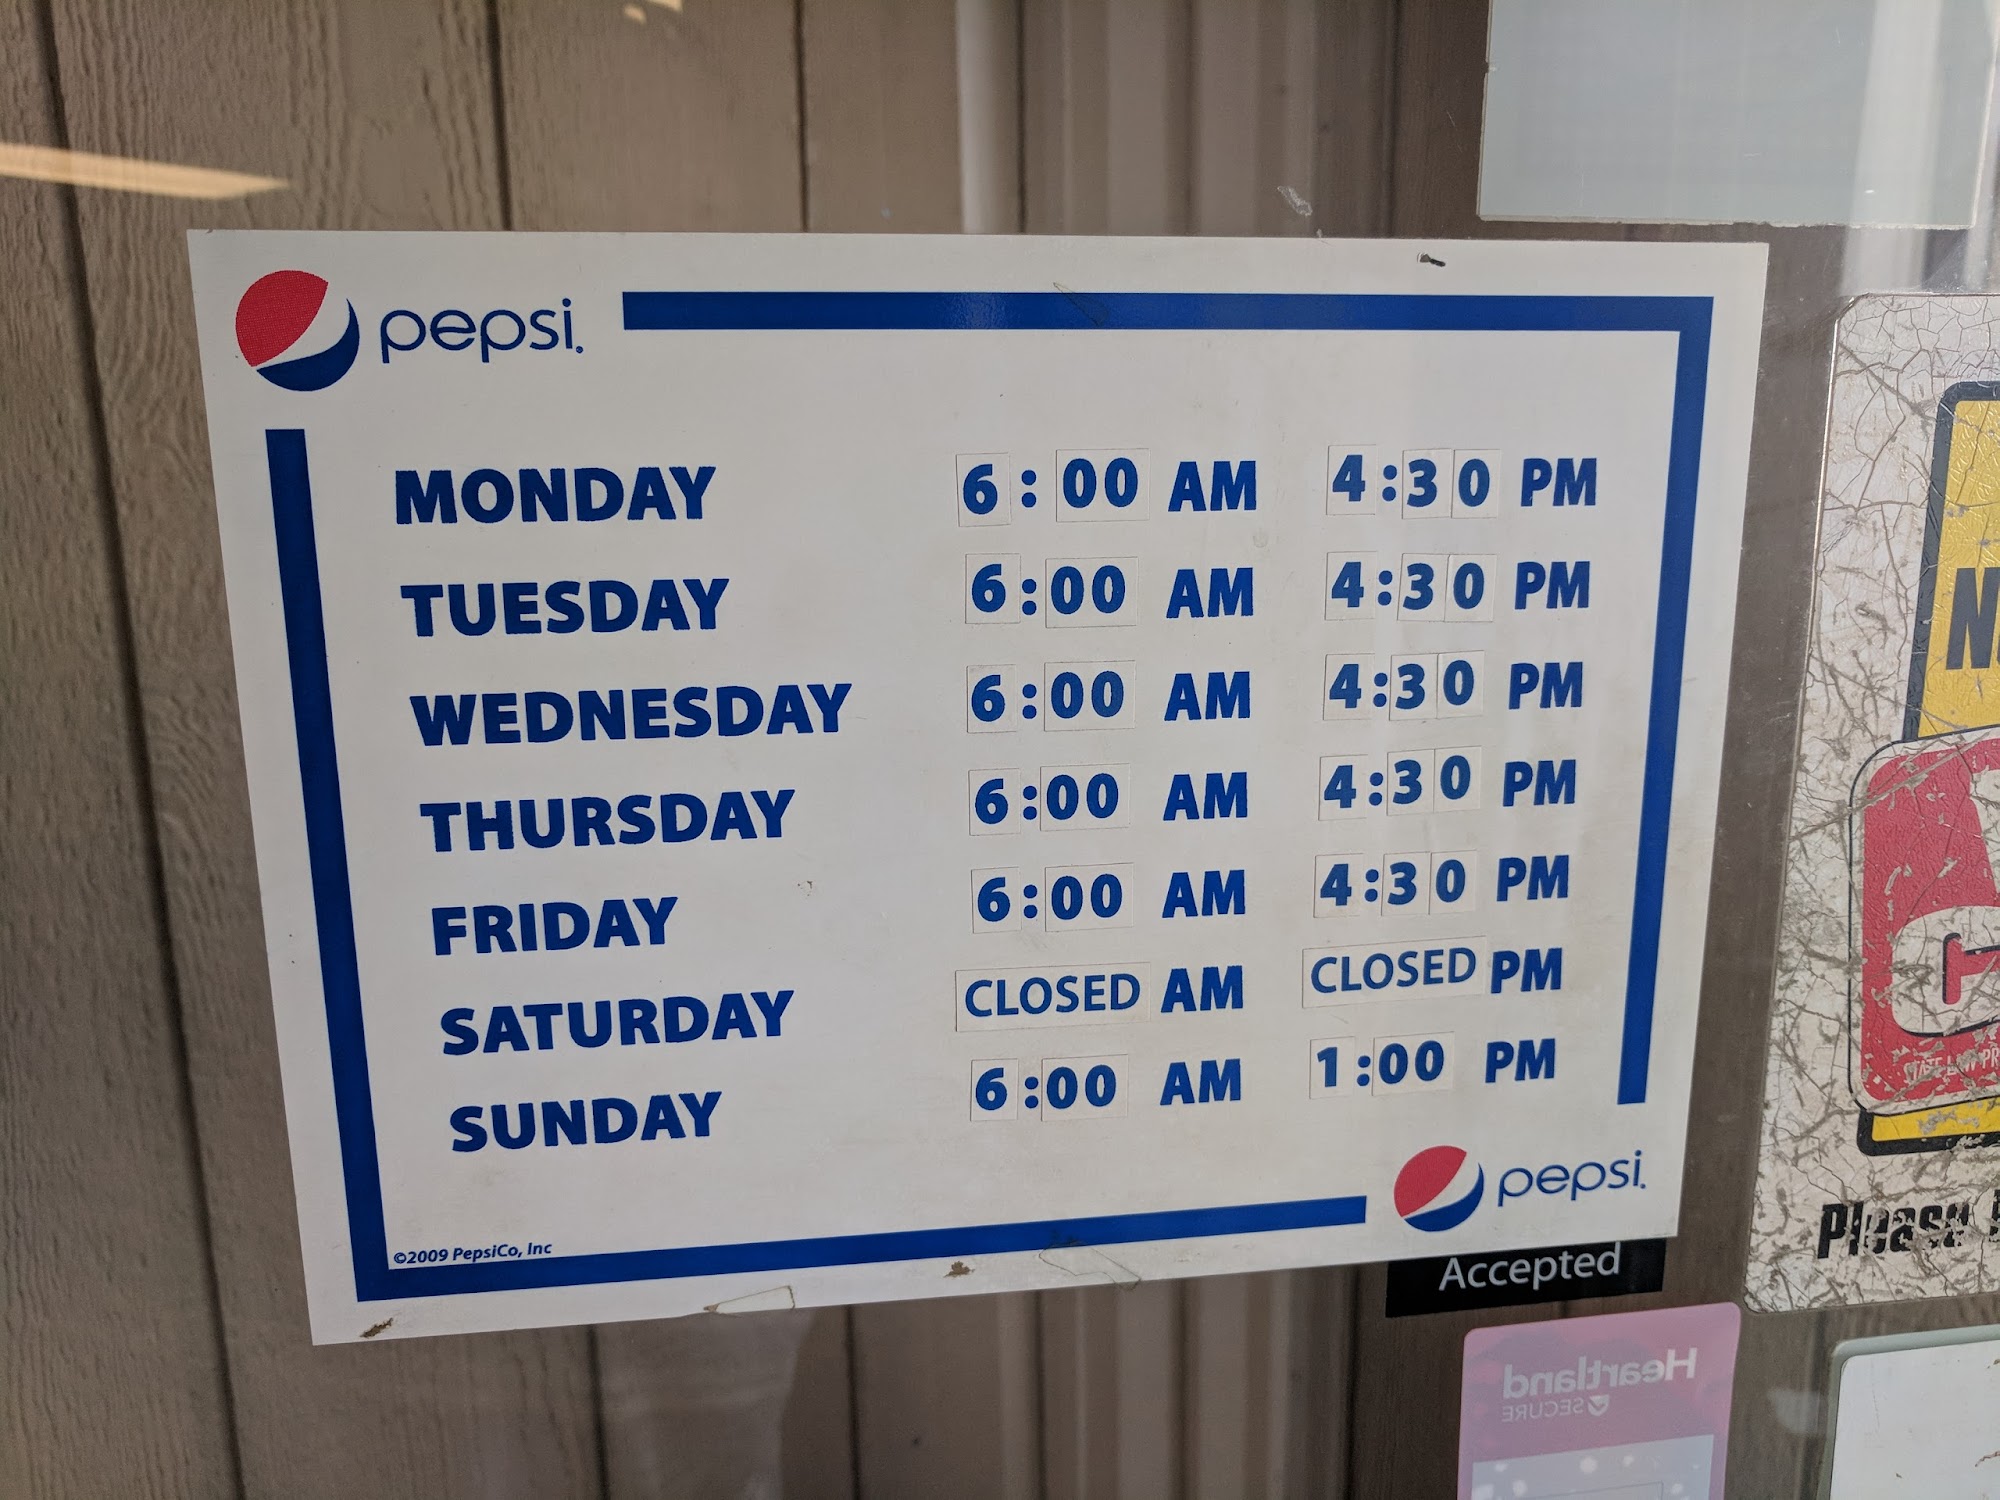 pepsi.
MONDAY 6:00 AM 4:30 PM
TUESDAY 6:00 AM 4:30 PM
WEDNESDAY 6:00 AM 4:30 PM
THURSDAY 6:00 AM 4:30 PM
FRIDAY 6:00 AM 4:30 PM
SATURDAY CLOSED AM CLOSED PM
SUNDAY 6:00 AM 1:00 PM
pepsi.
©2009 PepsiCo, Inc
Accepted
Please
Heartland
SECURE